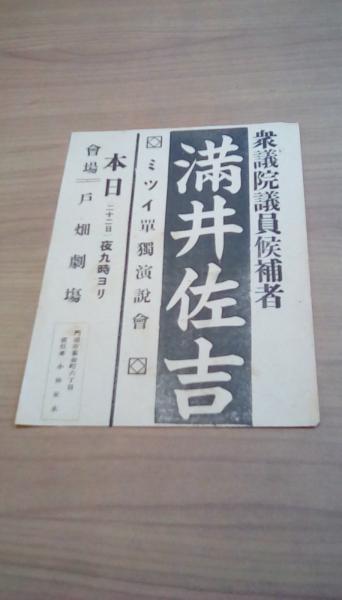 衆議院議員候補者
満井佐吉
ミツイ單獨演說會
本日(二十二日)夜九時ヨリ
會場=戸畑劇場